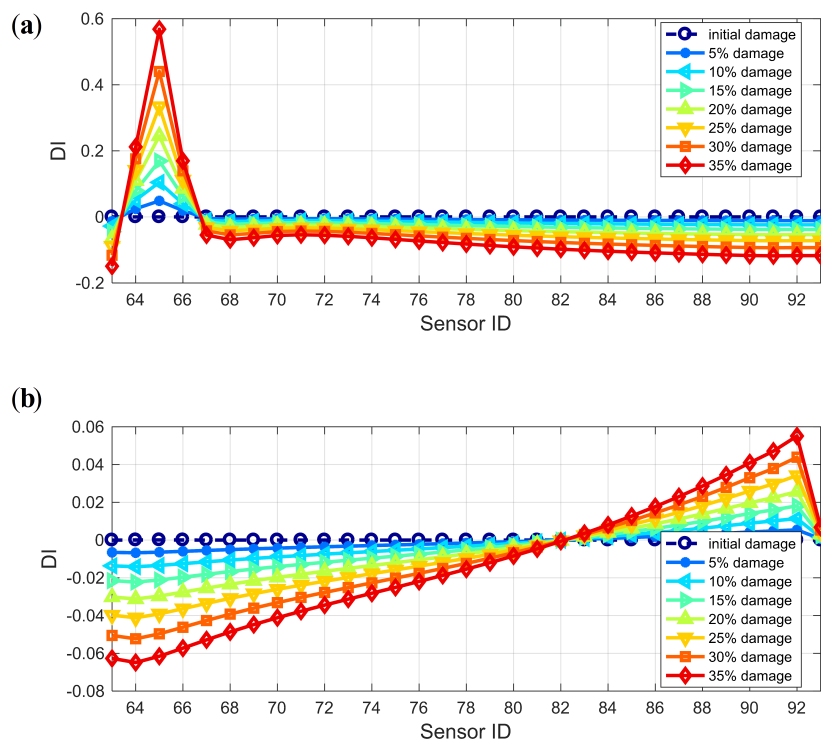 (a)
0.6
0.4
0.2
0
-0.2
DI
64 66 68 70 72 74 76 78 80 82 84 86 88 90 92
Sensor ID
initial damage
5% damage
10% damage
15% damage
20% damage
25% damage
30% damage
35% damage
(b)
0.06
0.04
0.02
0
-0.02
-0.04
-0.06
-0.08
DI
64 66 68 70 72 74 76 78 80 82 84 86 88 90 92
Sensor ID
initial damage
5% damage
10% damage
15% damage
20% damage
25% damage
30% damage
35% damage